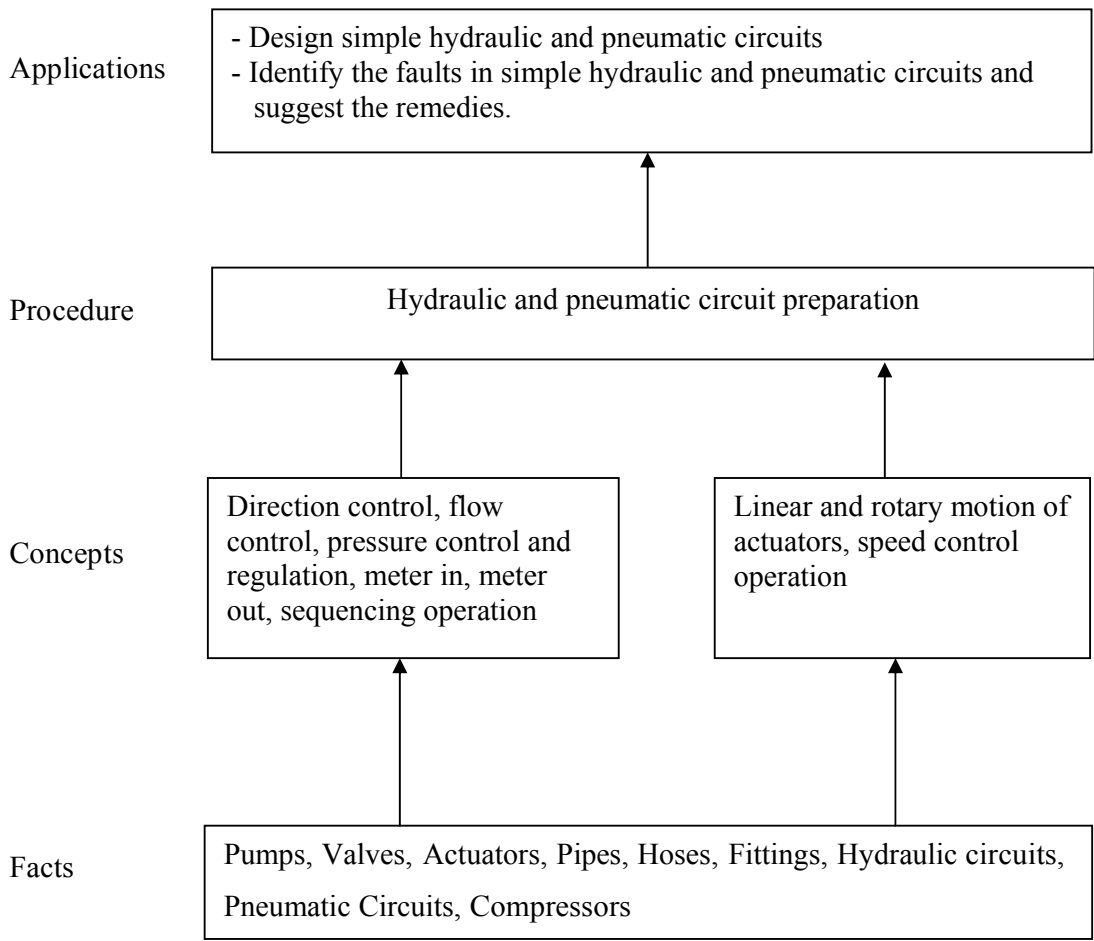 Applications
- Design simple hydraulic and pneumatic circuits
- Identify the faults in simple hydraulic and pneumatic circuits and
suggest the remedies.
Procedure
Hydraulic and pneumatic circuit preparation
Concepts
Direction control, flow
control, pressure control and
regulation, meter in, meter
out, sequencing operation
Linear and rotary motion of
actuators, speed control
operation
Facts
Pumps, Valves, Actuators, Pipes, Hoses, Fittings, Hydraulic circuits,
Pneumatic Circuits, Compressors